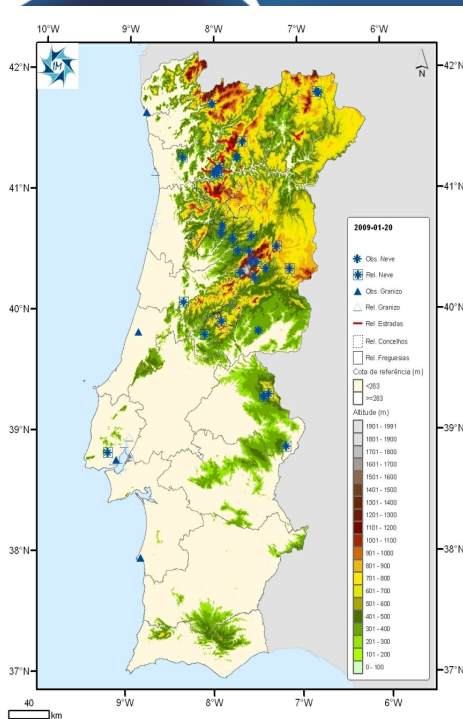 10°W 9°W 8°W 7°W 6°W
IM
N
42°N 42°N
41°N 41°N
40°N 40°N
39°N 39°N
38°N 38°N
37°N 37°N
2009-01-20
Obs. Neve
Rel. Neve
Obs. Granizo
Rel. Granizo
Rel. Estradas
Rel. Concelhos
Rel. Freguesias
Cota de referência (m)
<263
>=263
Altitude (m)
1901 - 1991
1801 - 1900
1701 - 1800
1601 - 1700
1501 - 1600
1401 - 1500
1301 - 1400
1201 - 1300
1101 - 1200
1001 - 1100
901 - 1000
801 - 900
701 - 800
601 - 700
501 - 600
401 - 500
301 - 400
201 - 300
101 - 200
0 - 100
40 9°W 8°W 7°W 6°W
km